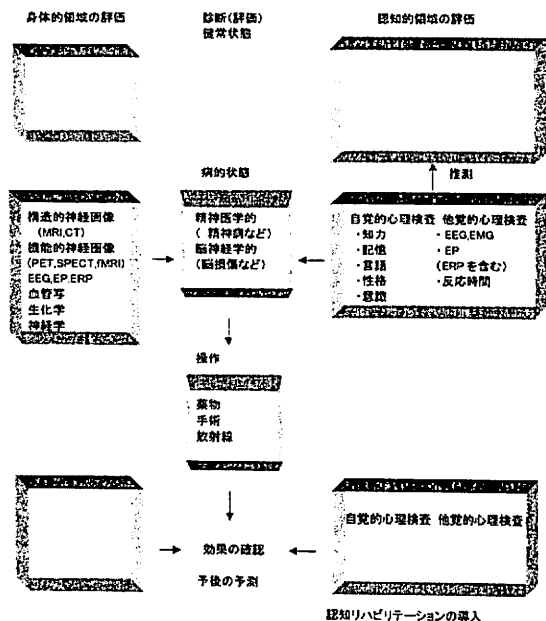 身体的領域の評価
診断(評価)
健常状態
認知的領域の評価
病的状態
推測
構造的神経画像
(MRI,CT)
機能的神経画像
(PET,SPECT,fMRI)
EEG,EP,ERP
血管写
生化学
神経学
精神医学的
(精神病など)
脳神経学的
(脳損傷など)
自覚的心理検査 他覚的心理検査
・知力 ・EEG,EMG
・記憶 ・EP
・言語 (ERPを含む)
・性格 ・反応時間
・意識
操作
薬物
手術
放射線
自覚的心理検査 他覚的心理検査
効果の確認
予後の予測
認知リハビリテーションの導入